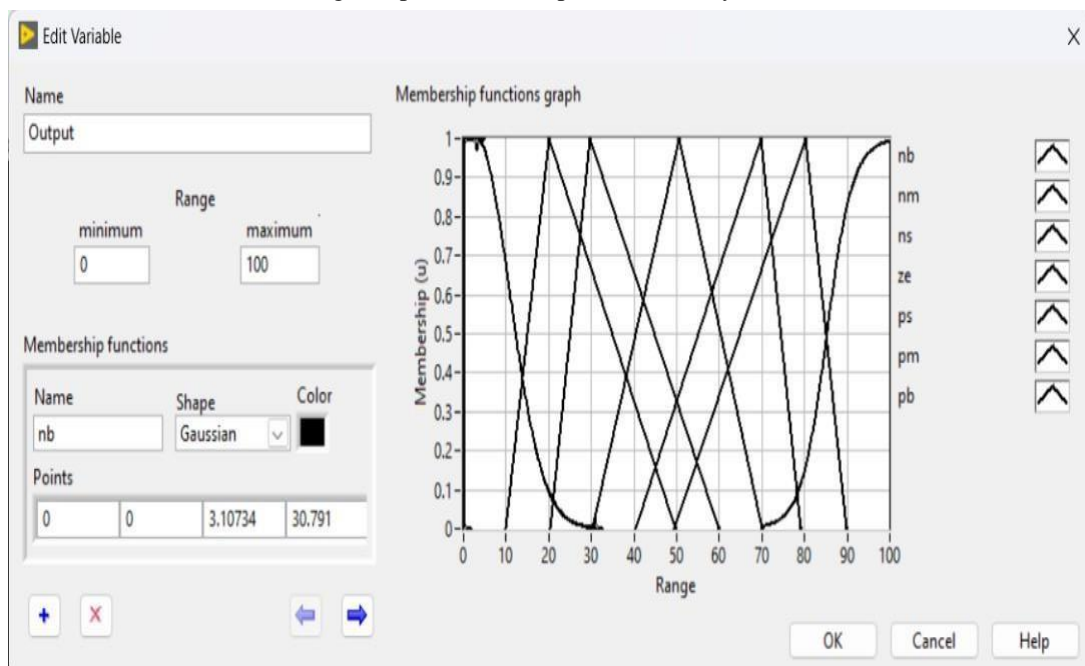 Edit Variable
X
Name
Output
Range
minimum
maximum
0
100
Membership functions
Name
Shape
Color
nb
Gaussian
Points
0 0 3.10734 30.791
Membership functions graph
Membership (u)
1
0.9
0.8
0.7
0.6
0.5
0.4
0.3
0.2
0.1
0
0 10 20 30 40 50 60 70 80 90 100
Range
nb
nm
ns
ze
ps
pm
pb
OK
Cancel
Help